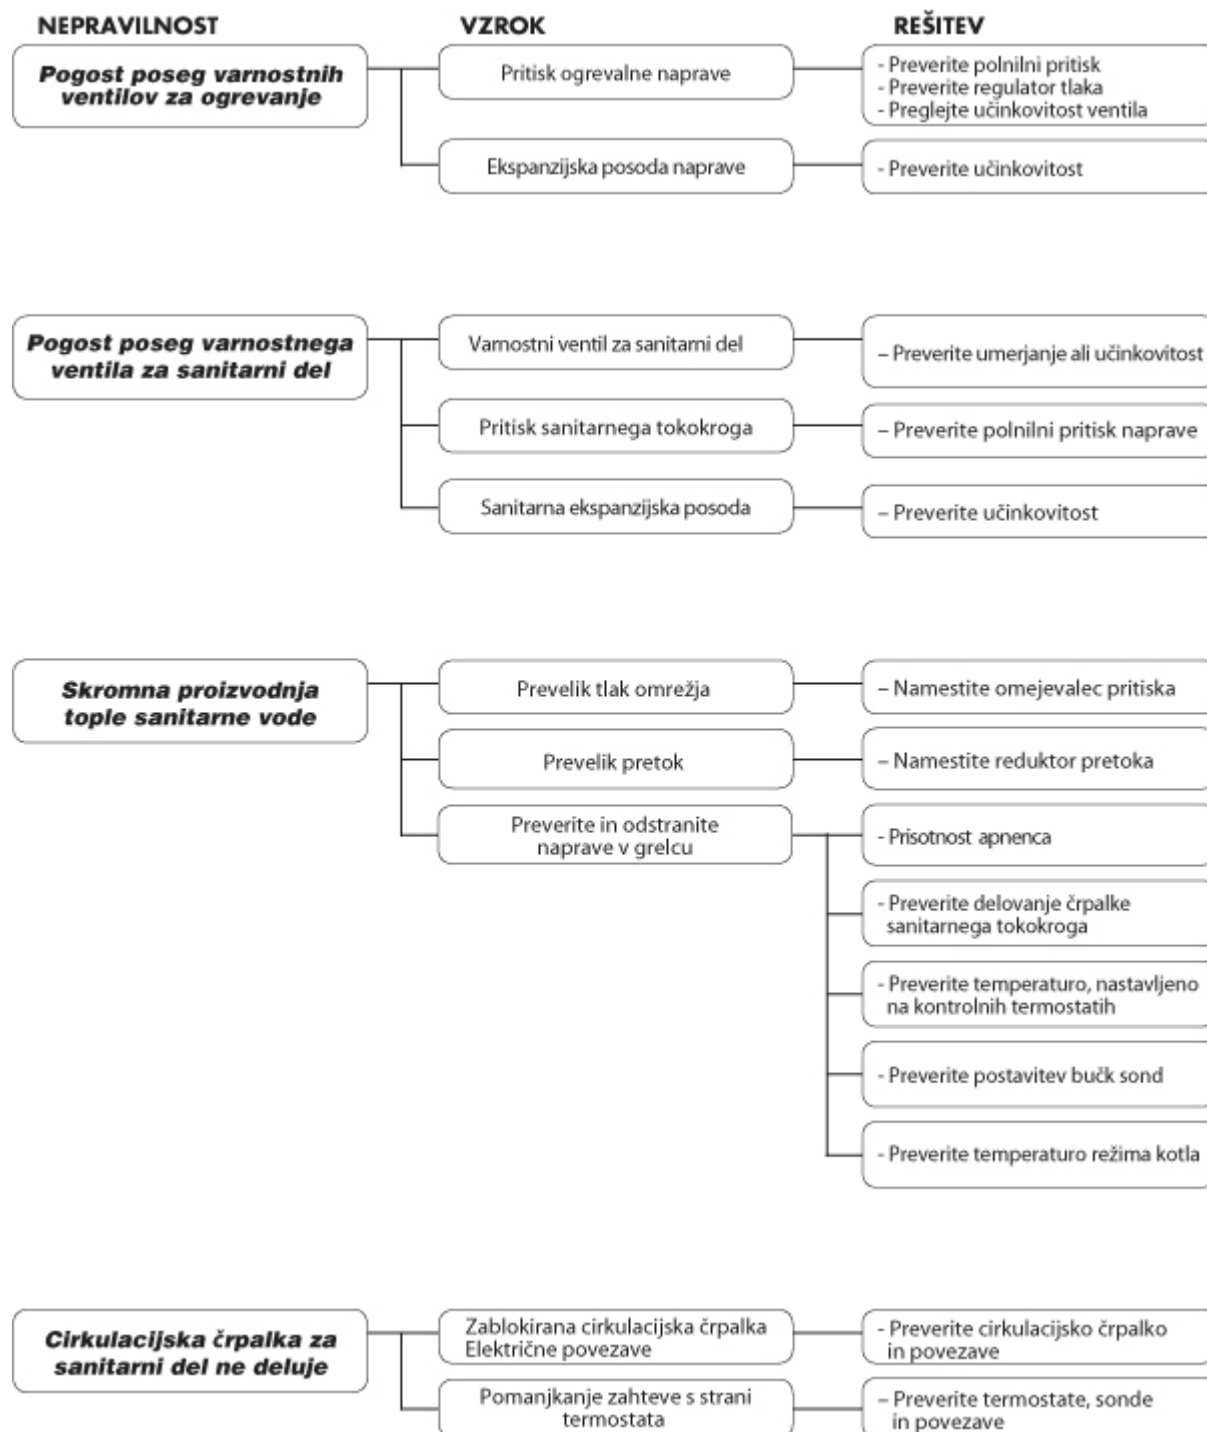 NEPRAVILNOST
VZROK
REŠITEV
Pogost poseg varnostnih
ventilov za ogrevanje
Pritisk ogrevalne naprave
- Preverite polnilni pritisk
- Preverite regulator tlaka
- Preglejte učinkovitost ventila
Ekspanzijska posoda naprave
- Preverite učinkovitost
Pogost poseg varnostnega
ventila za sanitarni del
Varnostni ventil za sanitarni del
– Preverite umerjanje ali učinkovitost
Pritisk sanitarnega tokokroga
– Preverite polnilni pritisk naprave
Sanitarna ekspanzijska posoda
– Preverite učinkovitost
Skromna proizvodnja
tople sanitarne vode
Prevelik tlak omrežja
– Namestite omejevalec pritiska
Prevelik pretok
– Namestite reduktor pretoka
Preverite in odstranite
naprave v grelcu
- Prisotnost apnenca
- Preverite delovanje črpalke
sanitarnega tokokroga
- Preverite temperaturo, nastavljeno
na kontrolnih termostatih
- Preverite postavitev bučk sond
- Preverite temperaturo režima kotla
Cirkulacijska črpalka za
sanitarni del ne deluje
Zablokirana cirkulacijska črpalka
Električne povezave
- Preverite cirkulacijsko črpalko
in povezave
Pomanjkanje zahteve s strani
termostata
– Preverite termostate, sonde
in povezave